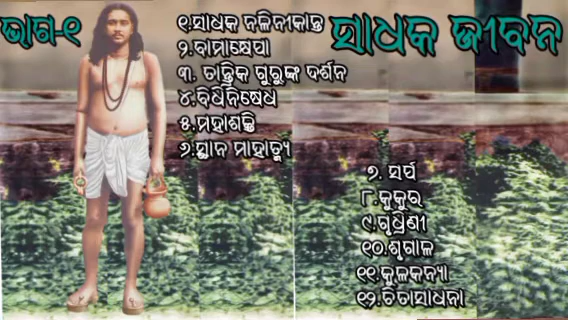 ଭାଗ-୧
ସାଧକ ଜୀବନ
୧.ସାଧକ ନଳିନୀକାନ୍ତ
୨.ବାମାକ୍ଷେପା
୩. ତାନ୍ତ୍ରିକ ଗୁରୁଙ୍କ ଦର୍ଶନ
୪.ବିଧିନିଷେଧ
୫.ମହାଶକ୍ତି
୬.ସ୍ଥାନ ମାହାତ୍ମ୍ୟ
୭. ସର୍ପ
୮.କୁକୁର
୯.ଗୃଧ୍ରିଣୀ
୧୦.ଶୃଗାଳ
୧୧.କୁଳକନ୍ୟା
୧୨.ଚିତାସାଧନା